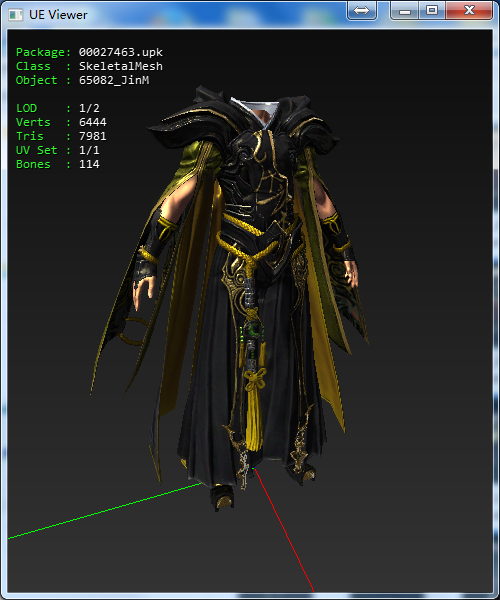 UE Viewer
Package: 00027463.upk
Class  : SkeletalMesh
Object : 65082_JinM
LOD    : 1/2
Verts  : 6444
Tris   : 7981
UV Set : 1/1
Bones  : 114